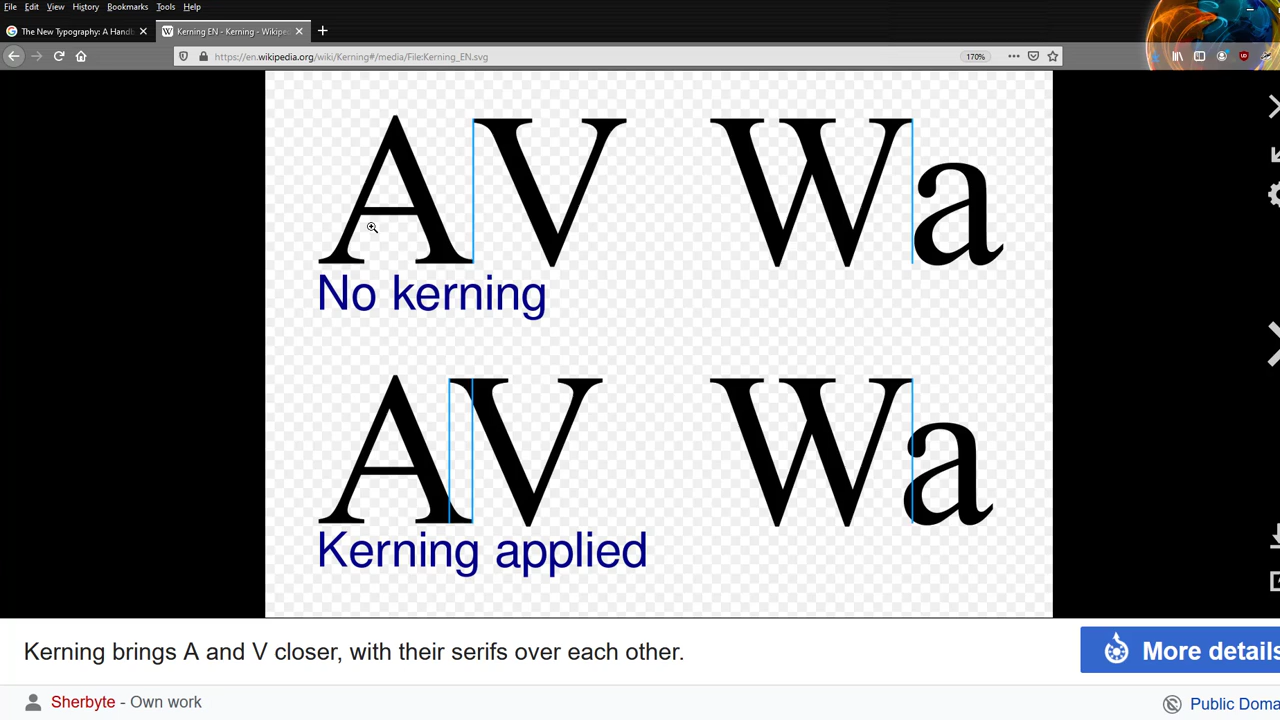 File Edit View History Bookmarks Tools Help
The New Typography: A Handb
Kerning EN - Kerning - Wikipe
https://en.wikipedia.org/wiki/Kerning#/media/File:Kerning_EN.svg
170%
AV Wa
No kerning
AV Wa
Kerning applied
Kerning brings A and V closer, with their serifs over each other.
More details
Sherbyte - Own work
Public Doma